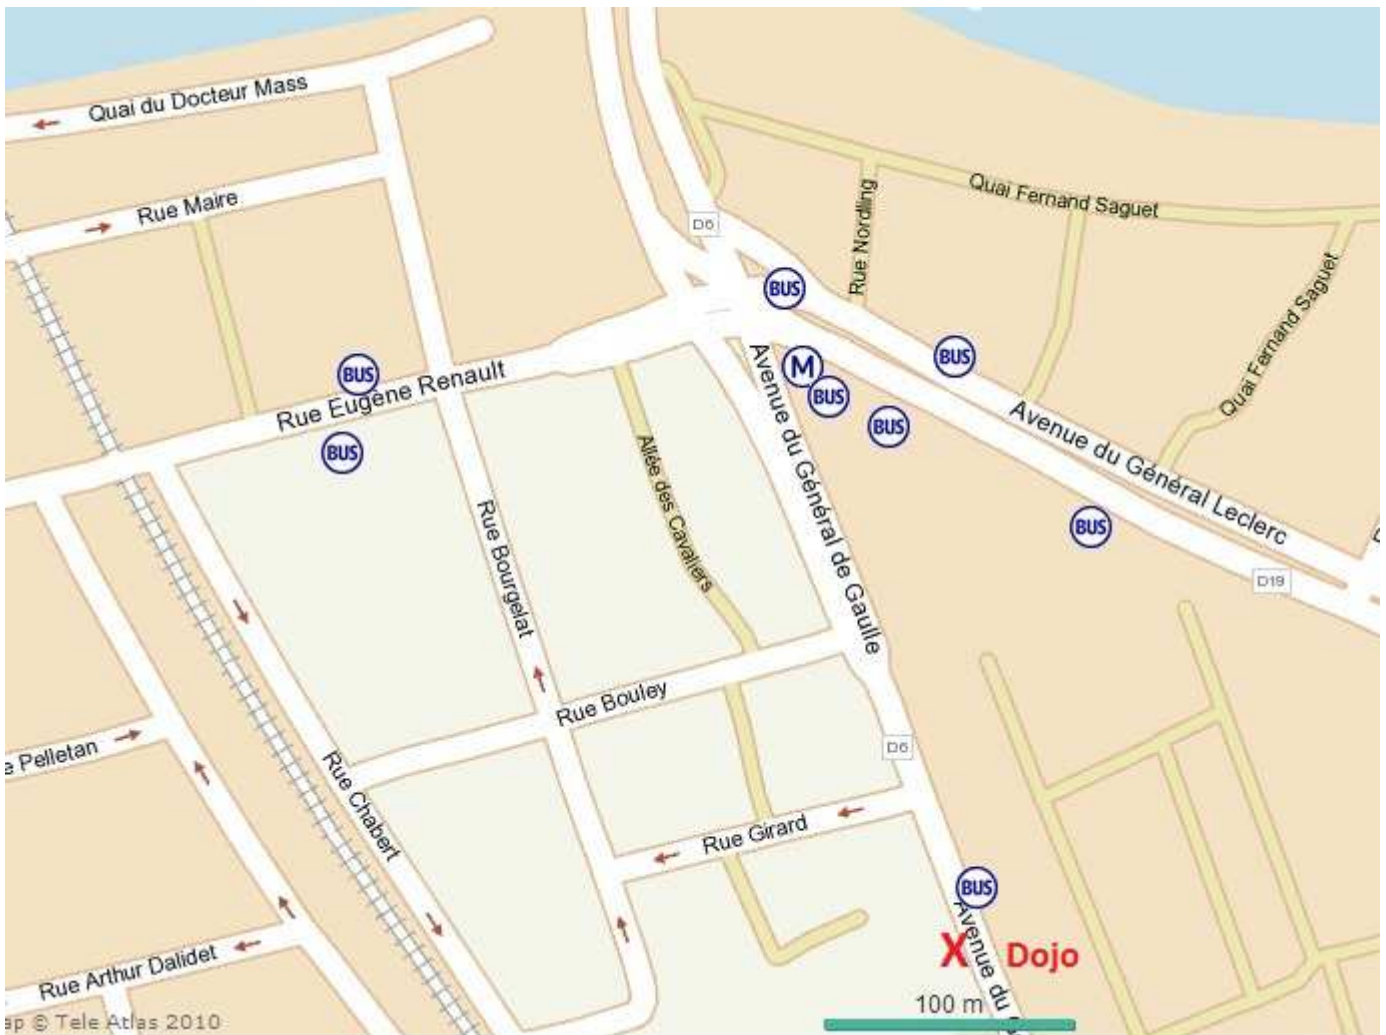 Quai du Docteur Mass
Rue Maire
Quai Fernand Saguet
Rue Nordling
D6
BUS
Quai Fernand Saguet
BUS
M
BUS
BUS
BUS
Rue Eugène Renault
BUS
Avenue du Général de Gaulle
Avenue du Général Leclerc
Allée des Cavaliers
BUS
D19
Rue Bourgelat
Rue Bouley
e Pelletan
D6
Rue Chabert
Rue Girard
BUS
Avenue du
X Dojo
Rue Arthur Dalidet
100 m
ap © Tele Atlas 2010